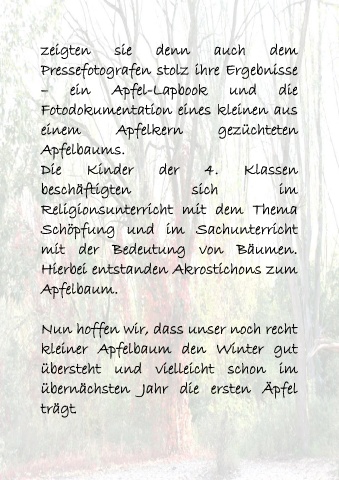 zeigten sie denn auch dem
Pressefotografen stolz ihre Ergebnisse
– ein Apfel-Lapbook und die
Fotodokumentation eines kleinen aus
einem Apfelkern gezüchteten
Apfelbaums.
Die Kinder der 4. Klassen
beschäftigten sich im
Religionsunterricht mit dem Thema
Schöpfung und im Sachunterricht
mit der Bedeutung von Bäumen.
Hierbei entstanden Akrostichons zum
Apfelbaum.
Nun hoffen wir, dass unser noch recht
kleiner Apfelbaum den Winter gut
übersteht und vielleicht schon im
übernächsten Jahr die ersten Äpfel
trägt